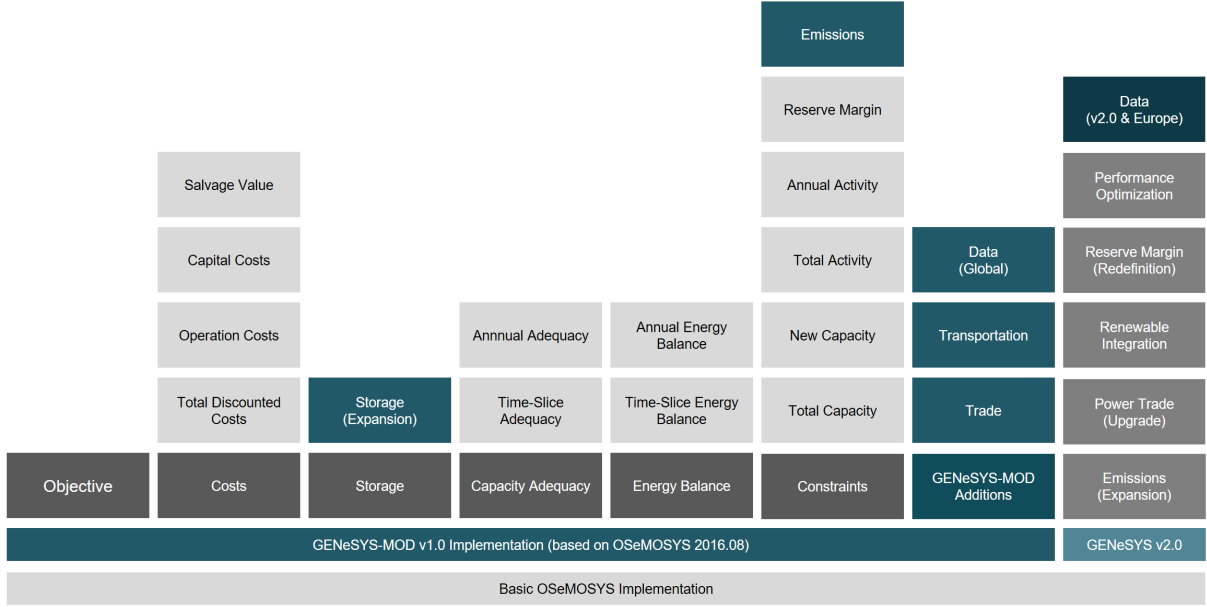 Emissions
Reserve Margin
Data
(v2.0 & Europe)
Salvage Value
Annual Activity
Performance
Optimization
Capital Costs
Total Activity
Data
(Global)
Reserve Margin
(Redefinition)
Operation Costs
Annnual Adequacy
Annual Energy
Balance
New Capacity
Transportation
Renewable
Integration
Total Discounted
Costs
Storage
(Expansion)
Time-Slice
Adequacy
Time-Slice Energy
Balance
Total Capacity
Trade
Power Trade
(Upgrade)
Objective
Costs
Storage
Capacity Adequacy
Energy Balance
Constraints
GENeSYS-MOD
Additions
Emissions
(Expansion)
GENeSYS-MOD v1.0 Implementation (based on OSeMOSYS 2016.08)
GENeSYS v2.0
Basic OSeMOSYS Implementation